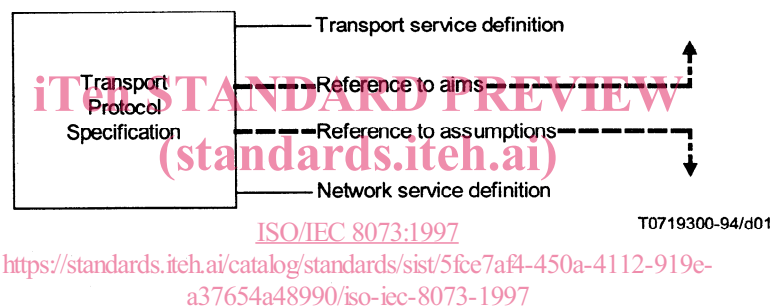 Transport service definition
iTeh STANDARD PREVIEW
Transport
Protocol
Specification
Reference to aims
Reference to assumptions
(standards.iteh.ai)
Network service definition
T0719300-94/d01
ISO/IEC 8073:1997
https://standards.iteh.ai/catalog/standards/sist/5fce7af4-450a-4112-919e-
a37654a48990/iso-iec-8073-1997